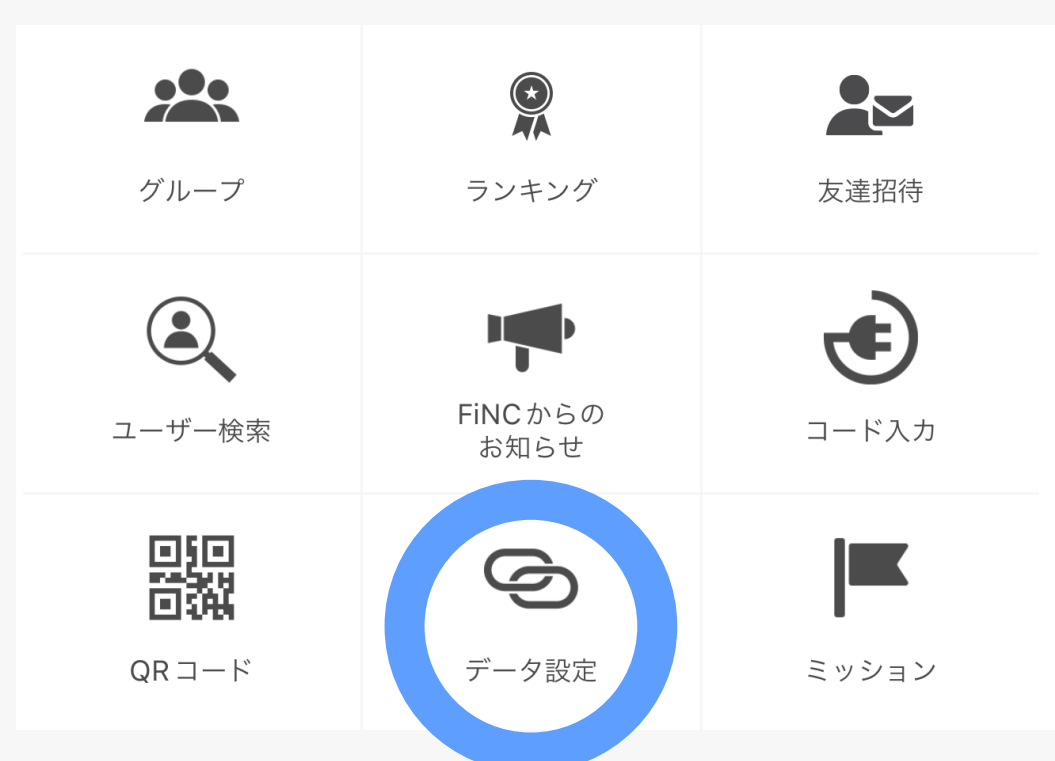 グループ
ランキング
友達招待
ユーザー検索
FiNCからの
お知らせ
コード入力
QRコード
データ設定
ミッション